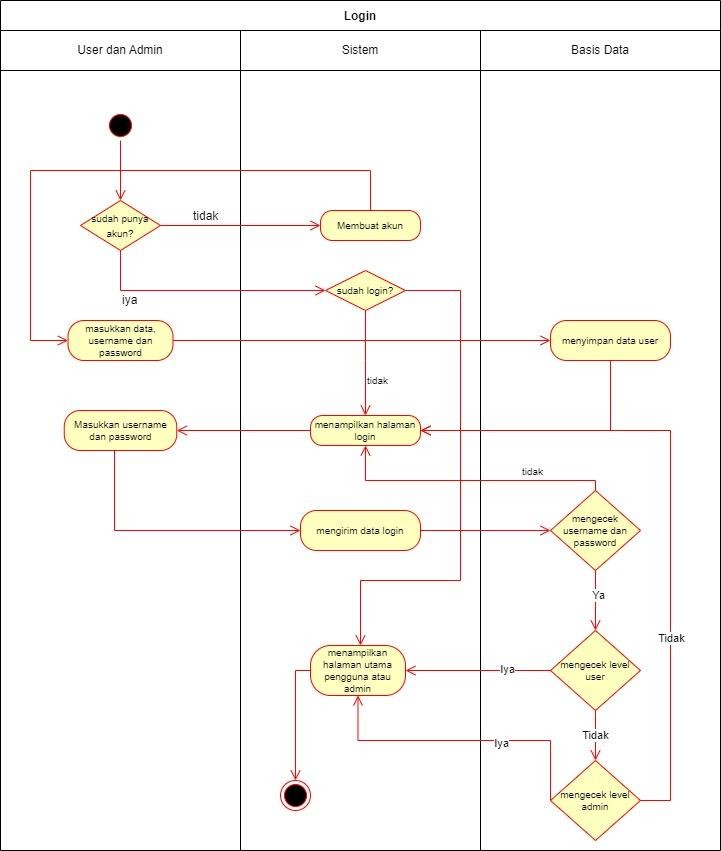 Login
User dan Admin
Sistem
Basis Data
sudah punya
akun?
tidak
Membuat akun
iya
sudah login?
masukkan data,
username dan
password
menyimpan data user
tidak
Masukkan username
dan password
menampilkan halaman
login
tidak
mengirim data login
mengecek
username dan
password
Ya
Tidak
menampilkan
halaman utama
pengguna atau
admin
Iya
mengecek level
user
Tidak
Iya
mengecek level
admin